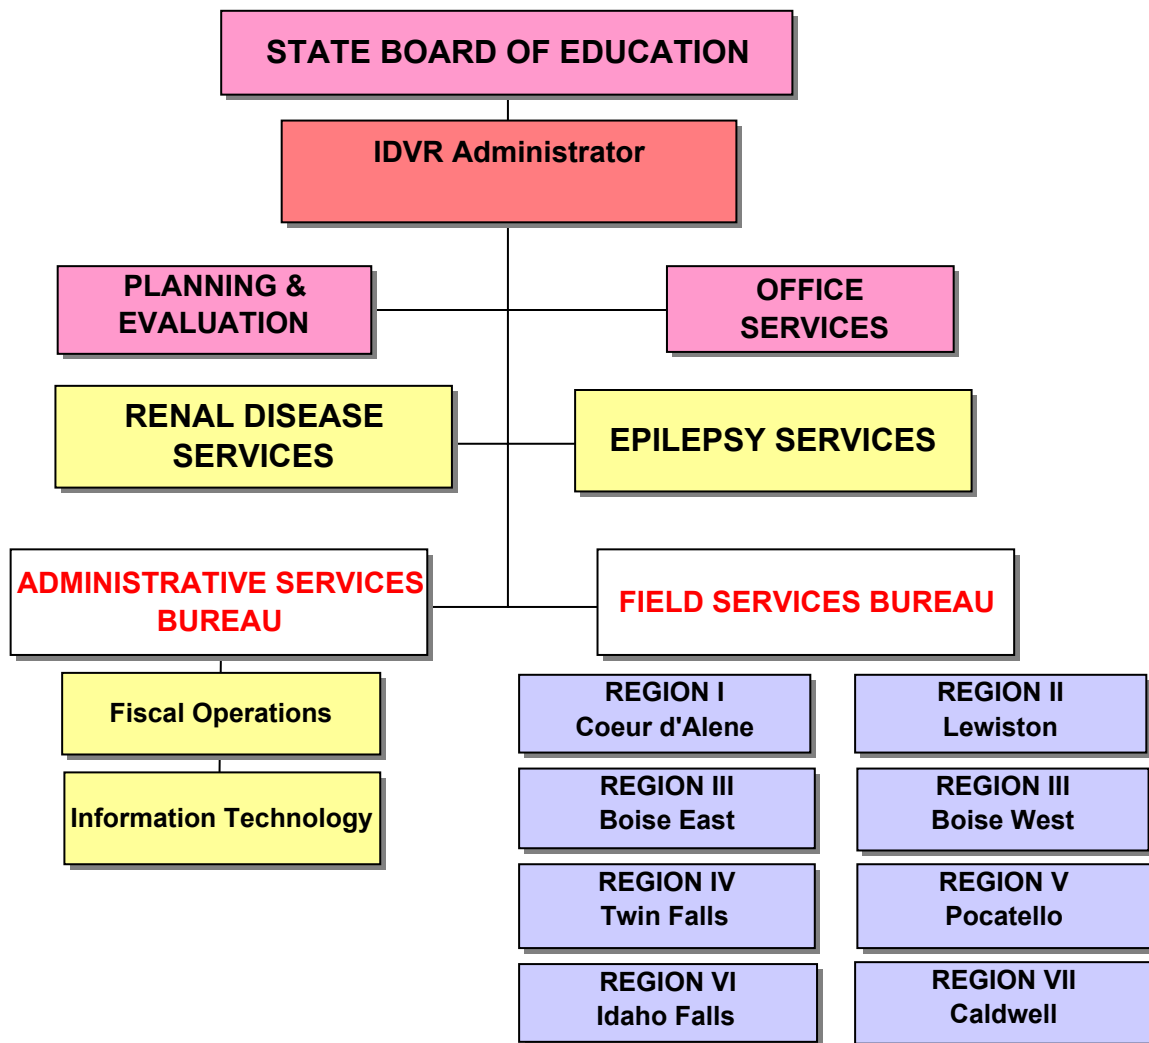 STATE BOARD OF EDUCATION
IDVR Administrator
PLANNING &
EVALUATION
OFFICE
SERVICES
RENAL DISEASE
SERVICES
EPILEPSY SERVICES
ADMINISTRATIVE SERVICES
BUREAU
FIELD SERVICES BUREAU
Fiscal Operations
Information Technology
REGION I
Coeur d'Alene
REGION II
Lewiston
REGION III
Boise East
REGION III
Boise West
REGION IV
Twin Falls
REGION V
Pocatello
REGION VI
Idaho Falls
REGION VII
Caldwell